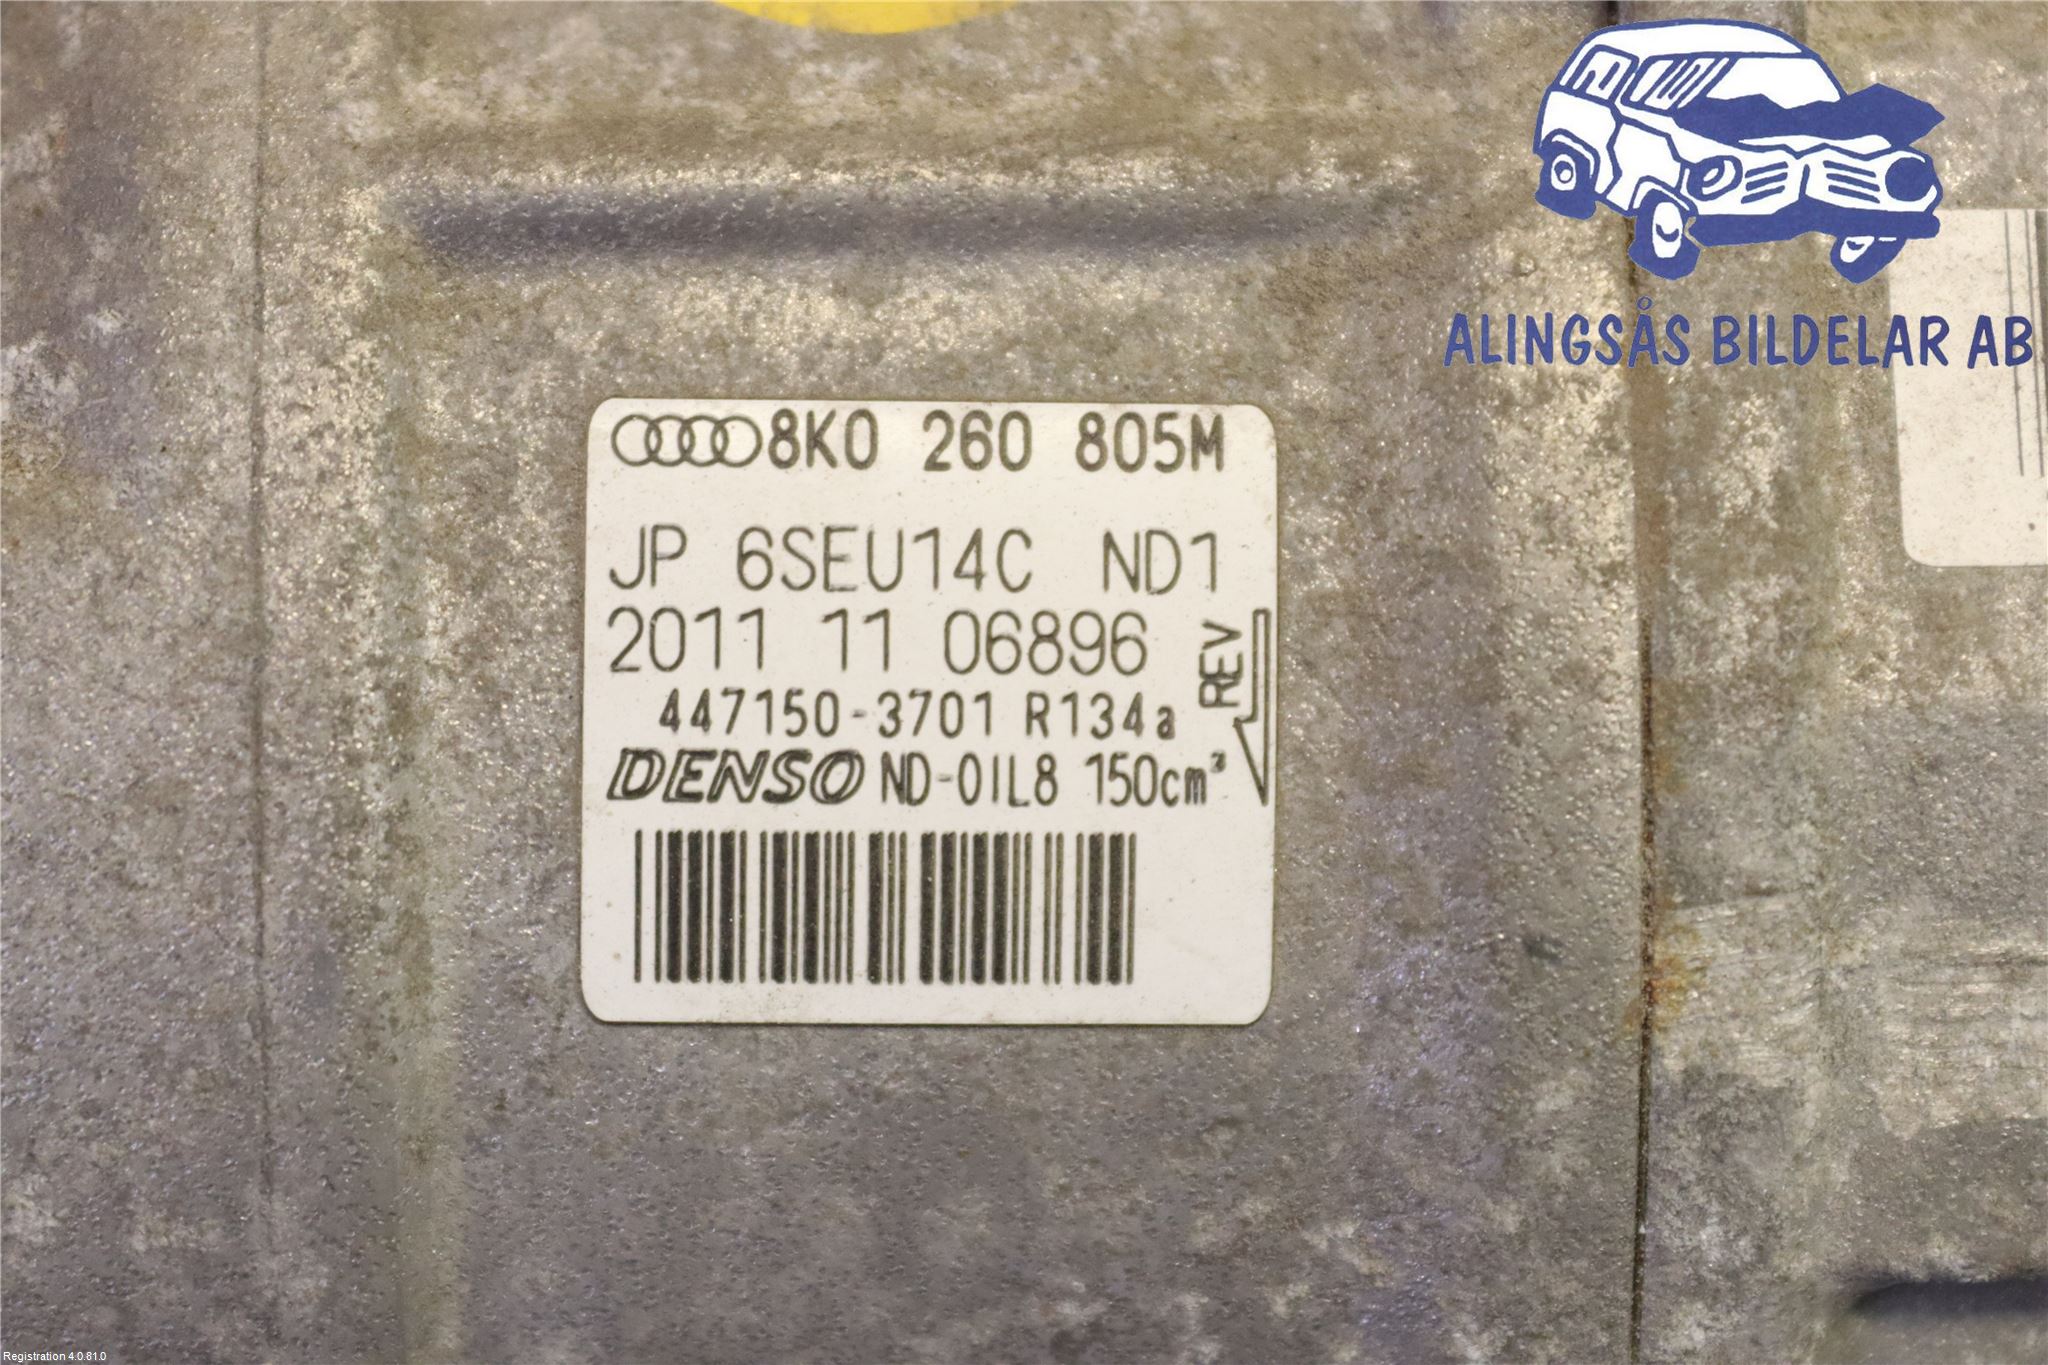 ALINGSÅS BILDELAR AB
8K0 260 805M
JP 6SEU14C ND1
2011 11 06896
REV
447150-3701 R134a
DENSO ND-OIL8 150cm³
Registration 4.0.81.0